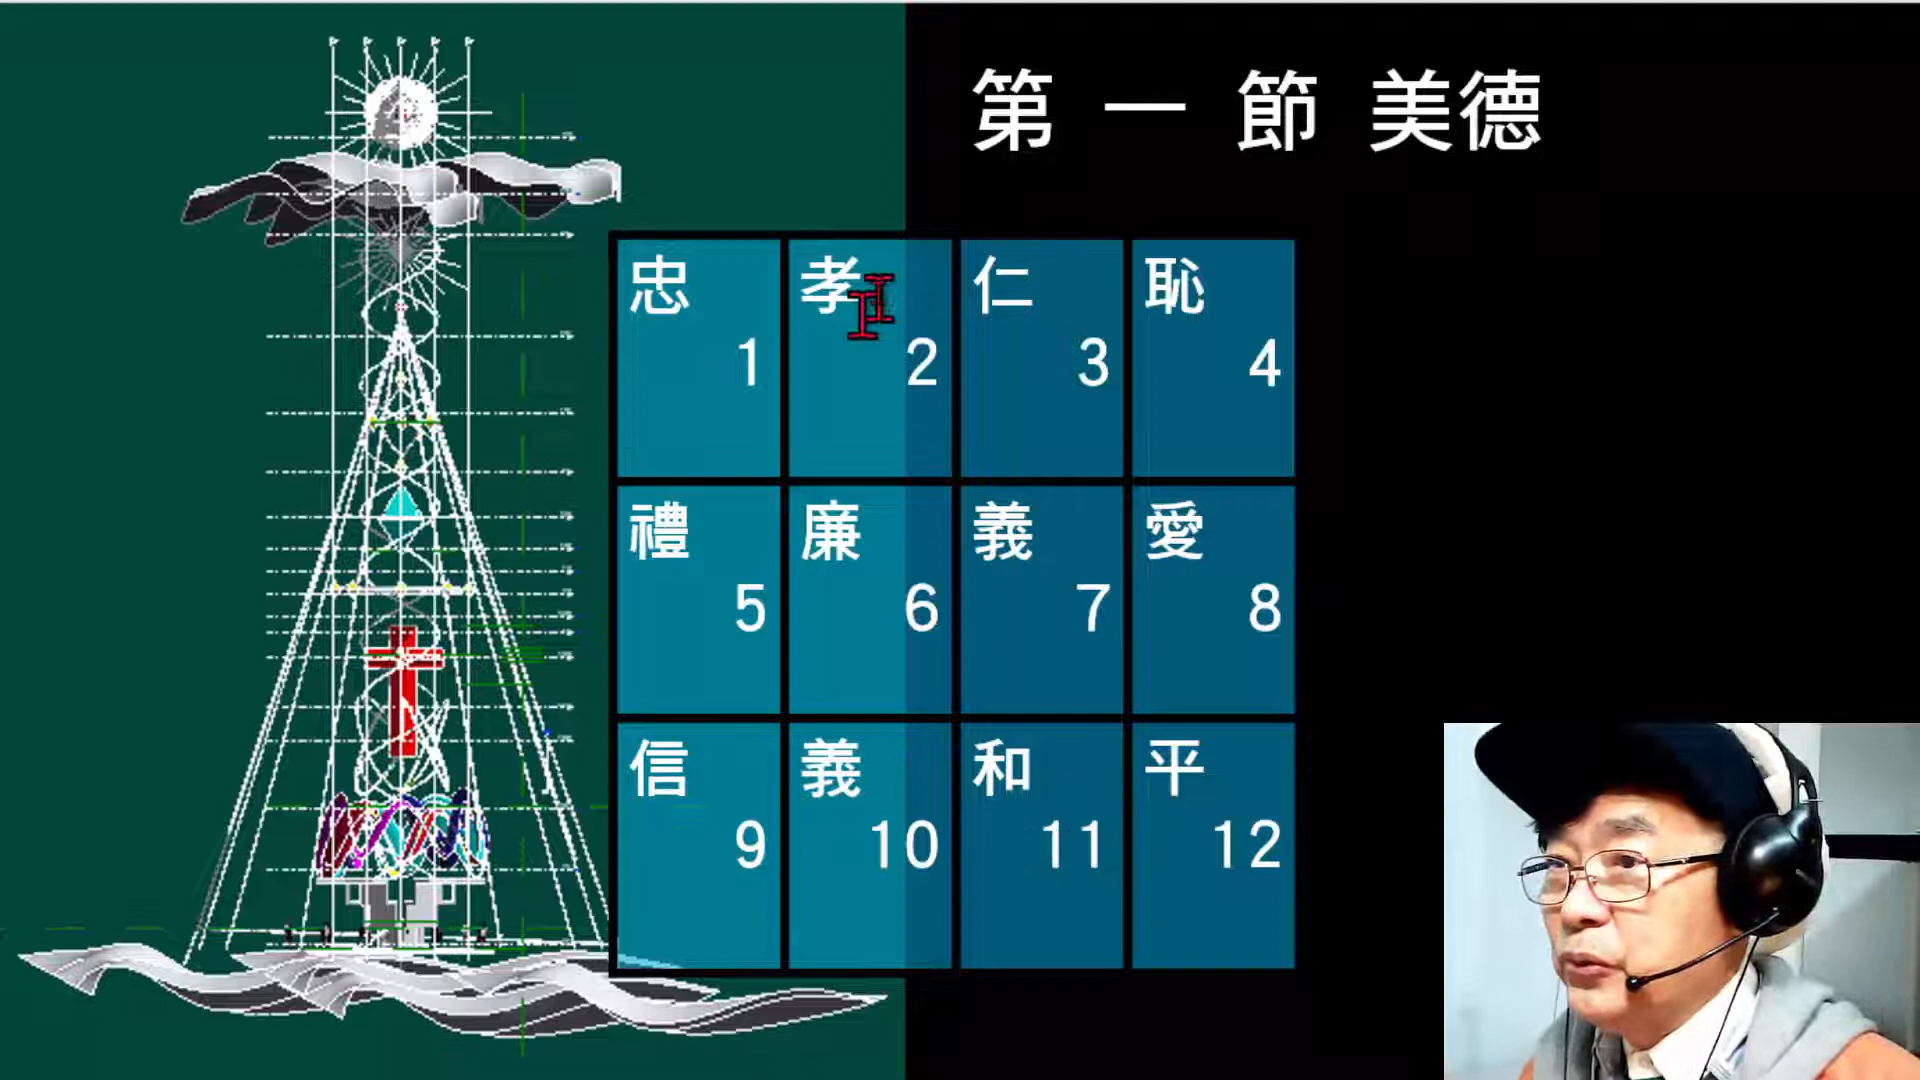 第 一 節 美德
忠 孝 仁 恥
1 2 3 4
禮 廉 義 愛
5 6 7 8
信 義 和 平
9 10 11 12